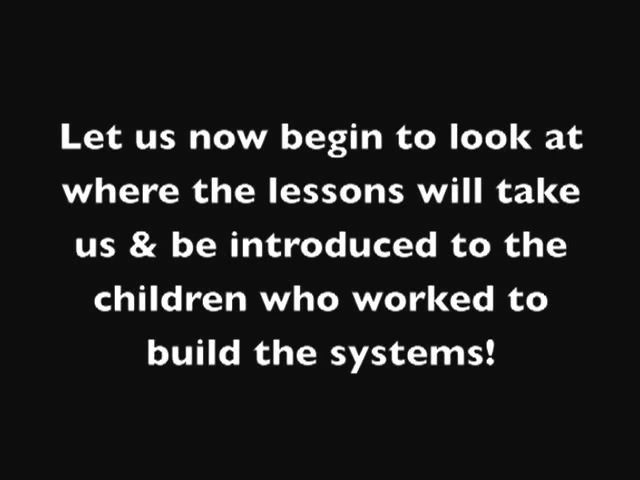 Let us now begin to look at
where the lessons will take
us & be introduced to the
children who worked to
build the systems!